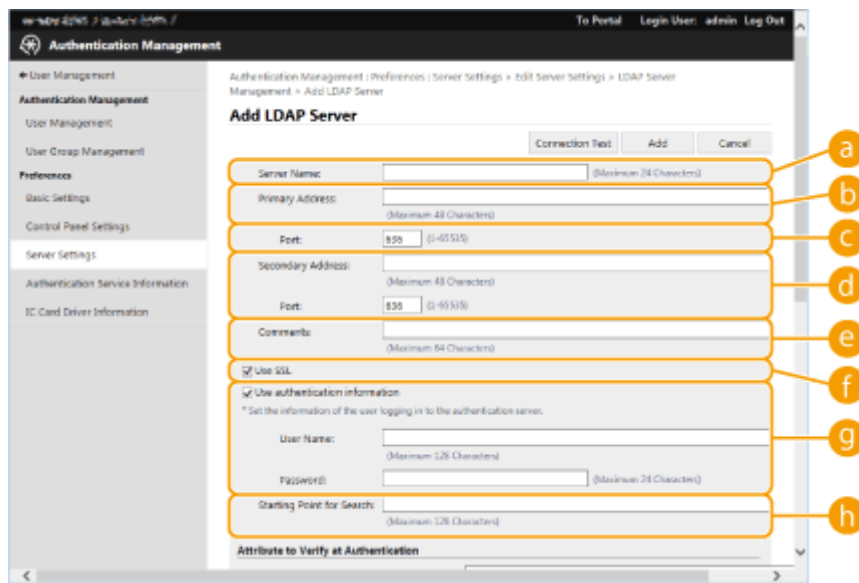 To Portal Login User: admin Log Out
Authentication Management
User Management
Authentication Management
User Management
User Group Management
Preferences
Basic Settings
Control Panel Settings
Server Settings
Authentication Service Information
IC Card Driver Information
Authentication Management : Preferences : Server Settings > Edit Server Settings > LDAP Server
Management > Add LDAP Server
Add LDAP Server
Connection Test Add Cancel
Server Name: (Maximum 24 Characters) a
Primary Address: b
(Maximum 48 Characters)
Port: 636 (1-65535) c
Secondary Address:
(Maximum 48 Characters) d
Port: 636 (1-65535)
Comments: e
(Maximum 64 Characters)
Use SSL f
Use authentication information
* Set the information of the user logging in to the authentication server.
User Name: g
(Maximum 128 Characters)
Password: (Maximum 24 Characters)
Starting Point for Search: h
(Maximum 128 Characters)
Attribute to Verify at Authentication